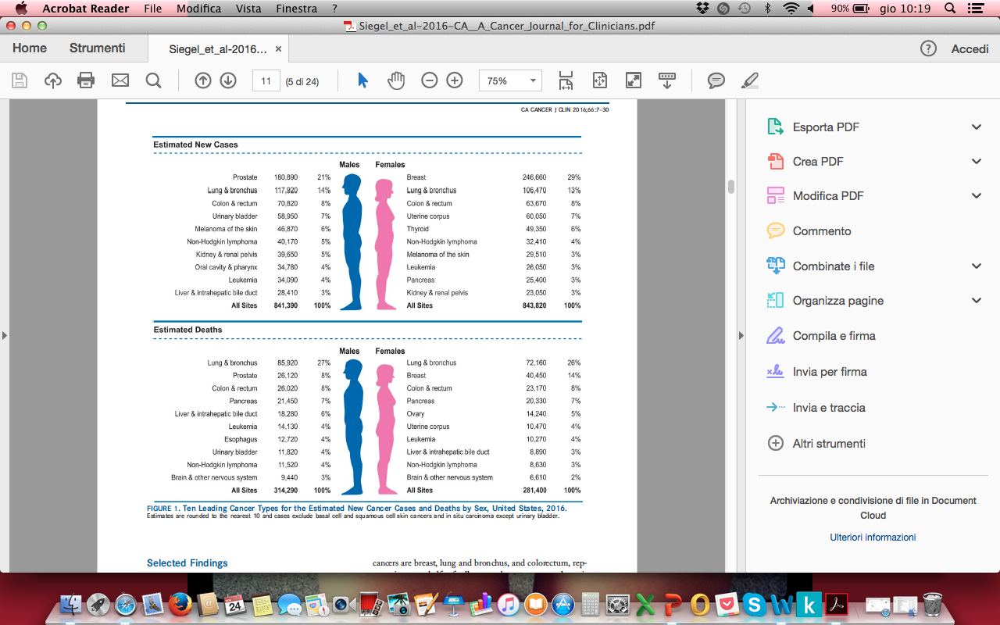 Acrobat Reader File Modifica Vista Finestra ? 90% gio 10:19
Siegel_et_al-2016-CA__A_Cancer_Journal_for_Clinicians.pdf
Home Strumenti Siegel_et_al-2016... × ? Accedi
11 (5 di 24) 75%
CA CANCER J CLIN 2016;66:7–30
Estimated New Cases
Males Females
Prostate 180,890 21% Breast 246,660 29%
Lung & bronchus 117,920 14% Lung & bronchus 106,470 13%
Colon & rectum 70,820 8% Colon & rectum 63,670 8%
Urinary bladder 58,950 7% Uterine corpus 60,050 7%
Melanoma of the skin 46,870 6% Thyroid 49,350 6%
Non-Hodgkin lymphoma 40,170 5% Non-Hodgkin lymphoma 32,410 4%
Kidney & renal pelvis 39,650 5% Melanoma of the skin 29,510 3%
Oral cavity & pharynx 34,780 4% Leukemia 26,050 3%
Leukemia 34,090 4% Pancreas 25,400 3%
Liver & intrahepatic bile duct 28,410 3% Kidney & renal pelvis 23,050 3%
All Sites 841,390 100% All Sites 843,820 100%
Estimated Deaths
Males Females
Lung & bronchus 85,920 27% Lung & bronchus 72,160 26%
Prostate 26,120 8% Breast 40,450 14%
Colon & rectum 26,020 8% Colon & rectum 23,170 8%
Pancreas 21,450 7% Pancreas 20,330 7%
Liver & intrahepatic bile duct 18,280 6% Ovary 14,240 5%
Leukemia 14,130 4% Uterine corpus 10,470 4%
Esophagus 12,720 4% Leukemia 10,270 4%
Urinary bladder 11,820 4% Liver & intrahepatic bile duct 8,890 3%
Non-Hodgkin lymphoma 11,520 4% Non-Hodgkin lymphoma 8,630 3%
Brain & other nervous system 9,440 3% Brain & other nervous system 6,610 2%
All Sites 314,290 100% All Sites 281,400 100%
FIGURE 1. Ten Leading Cancer Types for the Estimated New Cancer Cases and Deaths by Sex, United States, 2016.
Estimates are rounded to the nearest 10 and cases exclude basal cell and squamous cell skin cancers and in situ carcinoma except urinary bladder.
Selected Findings
cancers are breast, lung and bronchus, and colorectum, rep-
Esporta PDF
Crea PDF
Modifica PDF
Commento
Combinate i file
Organizza pagine
Compila e firma
Invia per firma
Invia e traccia
Altri strumenti
Archiviazione e condivisione di file in Document
Cloud
Ulteriori informazioni
24